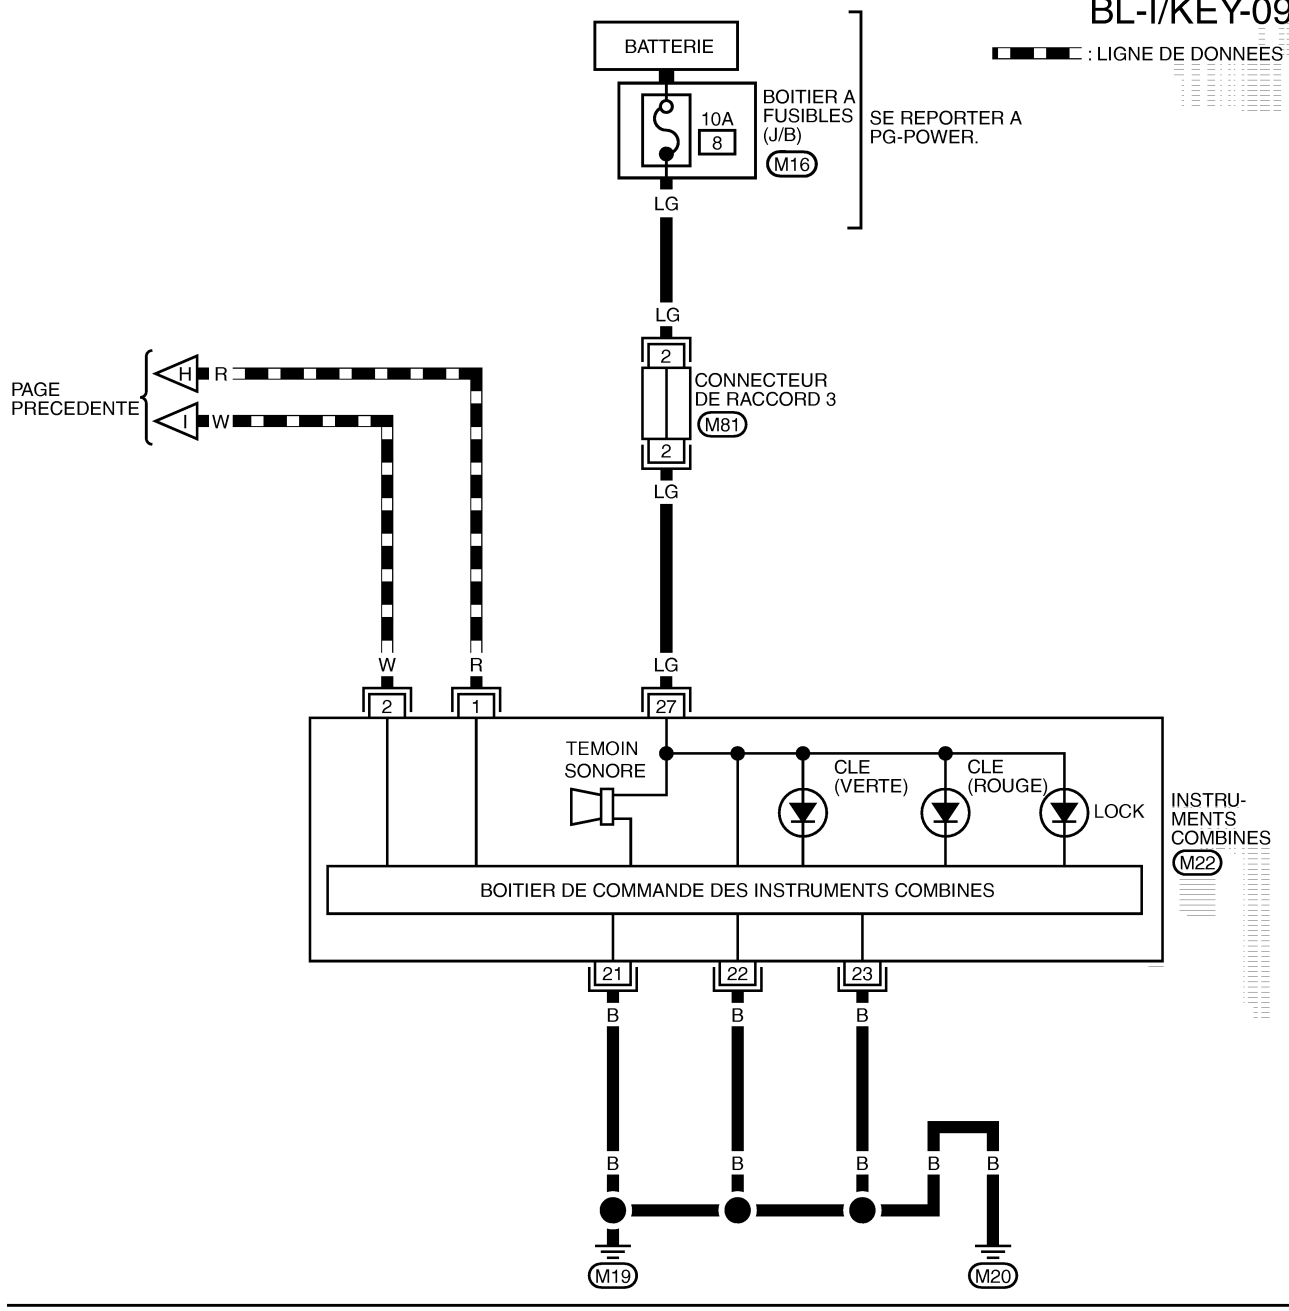 BL-I/KEY-09
: LIGNE DE DONNEES
BATTERIE
BOITIER A
FUSIBLES
(J/B)
M16
10A
8
SE REPORTER A
PG-POWER.
LG
LG
2
CONNECTEUR
DE RACCORD 3
M81
2
LG
PAGE
PRECEDENTE
H R
I W
W R LG
2 1 27
TEMOIN
SONORE
CLE
(VERTE)
CLE
(ROUGE)
LOCK
INSTRU-
MENTS
COMBINES
M22
BOITIER DE COMMANDE DES INSTRUMENTS COMBINES
21 22 23
B B B
B B B B B
M19 M20